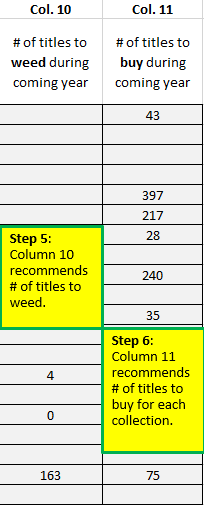 Col. 10 Col. 11
# of titles to # of titles to
weed during buy during
coming year coming year
43
397
217
28
Step 5:
Column 10
recommends
# of titles to
weed.
240
35
Step 6:
Column 11
recommends
# of titles to
buy for each
collection.
4
0
163 75